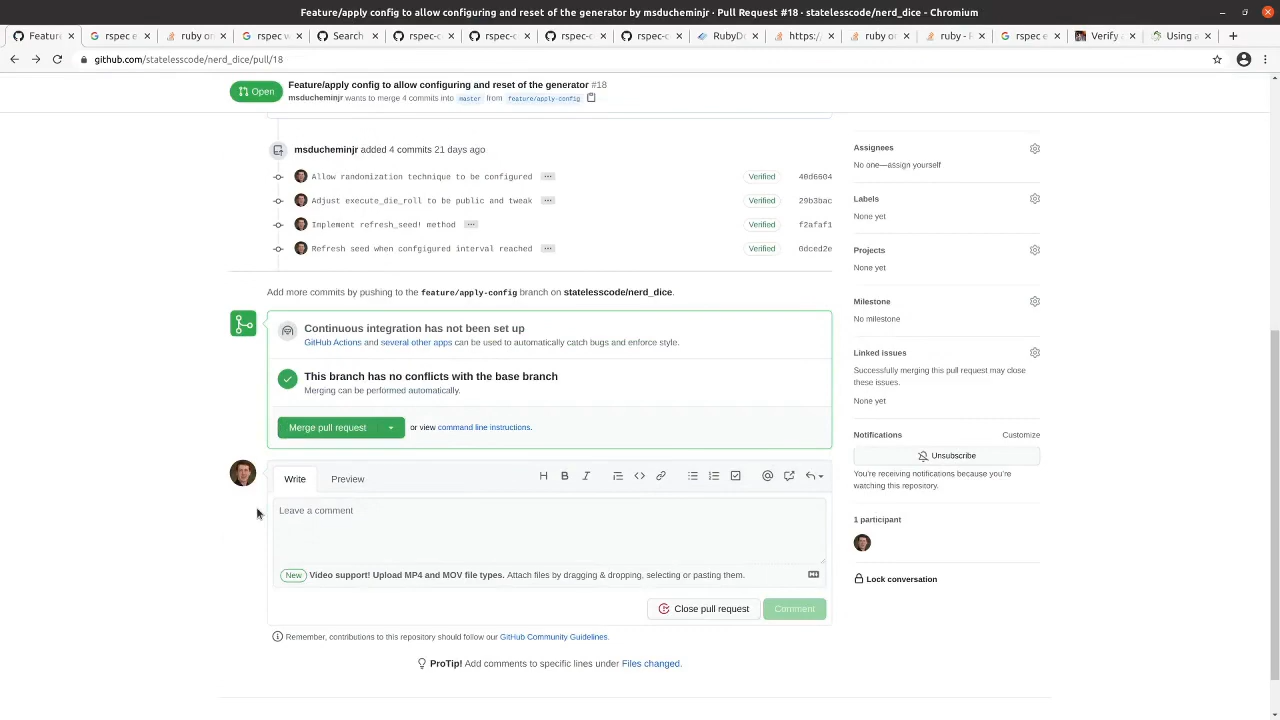 Feature/apply config to allow configuring and reset of the generator by msducheminjr · Pull Request #18 · statelesscode/nerd_dice - Chromium
Feature × rspec e × ruby on × rspec w × Search × rspec-c × rspec-c × rspec-c × rspec-c × RubyD × https:/ × ruby o × ruby - F × rspec e × Verify × Using a × +
github.com/statelesscode/nerd_dice/pull/18
Open
Feature/apply config to allow configuring and reset of the generator #18
msducheminjr wants to merge 4 commits into master from feature/apply-config
msducheminjr added 4 commits 21 days ago
Allow randomization technique to be configured ... Verified 40d6604
Adjust execute_die_roll to be public and tweak ... Verified 29b3bac
Implement refresh_seed! method ... Verified f2afaf1
Refresh seed when confgigured interval reached ... Verified 0dced2e
Add more commits by pushing to the feature/apply-config branch on statelesscode/nerd_dice.
Continuous integration has not been set up
GitHub Actions and several other apps can be used to automatically catch bugs and enforce style.
This branch has no conflicts with the base branch
Merging can be performed automatically.
Merge pull request or view command line instructions.
Write Preview
Leave a comment
New Video support! Upload MP4 and MOV file types. Attach files by dragging & dropping, selecting or pasting them.
Close pull request Comment
Remember, contributions to this repository should follow our GitHub Community Guidelines.
ProTip! Add comments to specific lines under Files changed.
Assignees
No one—assign yourself
Labels
None yet
Projects
None yet
Milestone
No milestone
Linked issues
Successfully merging this pull request may close
these issues.
None yet
Notifications Customize
Unsubscribe
You're receiving notifications because you're
watching this repository.
1 participant
Lock conversation